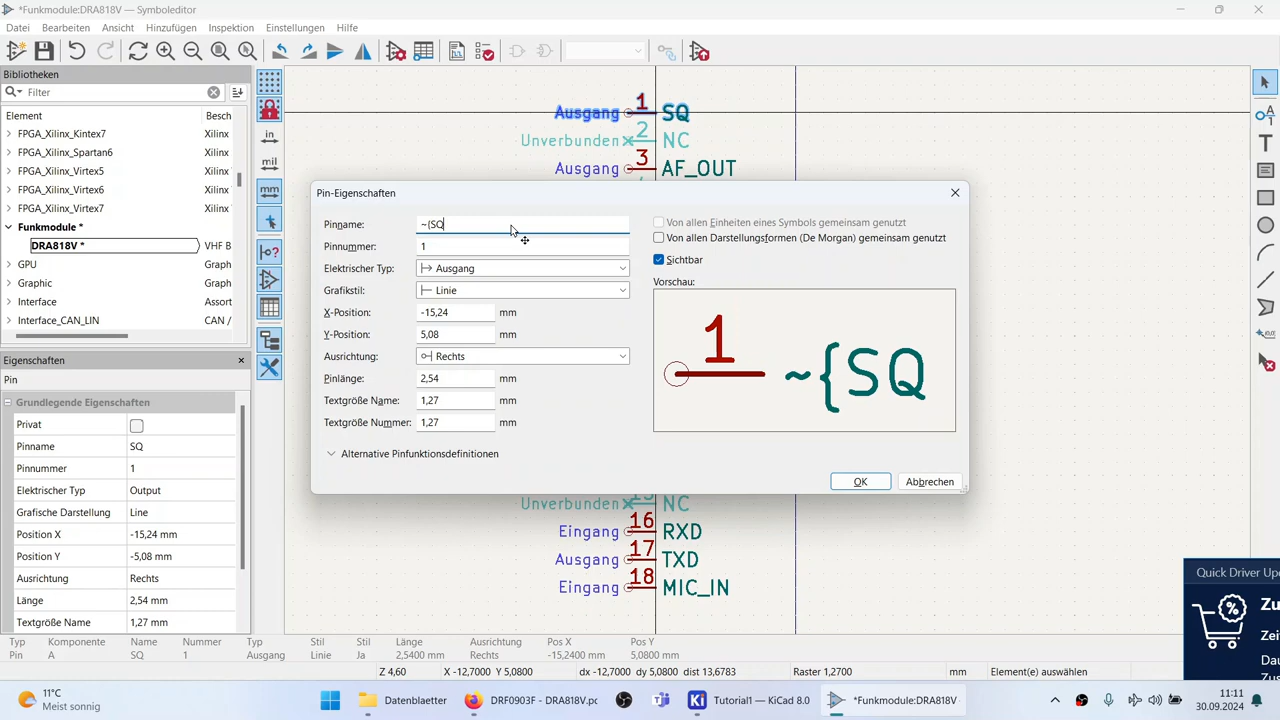 *Funkmodule:DRA818V — Symboleditor
Datei Bearbeiten Ansicht Hinzufügen Inspektion Einstellungen Hilfe
Bibliotheken
Filter
Element Besch
FPGA_Xilinx_Kintex7 Xilinx
FPGA_Xilinx_Spartan6 Xilinx
FPGA_Xilinx_Virtex5 Xilinx
FPGA_Xilinx_Virtex6 Xilinx
FPGA_Xilinx_Virtex7 Xilinx
Funkmodule *
DRA818V * VHF B
GPU Graph
Graphic Graph
Interface Assort
Interface_CAN_LIN CAN /
in
mil
mm
Ausgang 1 SQ
Unverbunden 2 NC
Ausgang 3 AF_OUT
Pin-Eigenschaften
Pinname: ~{SQ
Pinnummer: 1
Elektrischer Typ: Ausgang
Grafikstil: Linie
X-Position: -15,24 mm
Y-Position: 5,08 mm
Ausrichtung: Rechts
Pinlänge: 2,54 mm
Textgröße Name: 1,27 mm
Textgröße Nummer: 1,27 mm
Alternative Pinfunktionsdefinitionen
Von allen Einheiten eines Symbols gemeinsam genutzt
Von allen Darstellungsformen (De Morgan) gemeinsam genutzt
Sichtbar
Vorschau:
1 ~{SQ
OK Abbrechen
Unverbunden 15 NC
Eingang 16 RXD
Ausgang 17 TXD
Eingang 18 MIC_IN
Eigenschaften
Pin
Grundlegende Eigenschaften
Privat
Pinname SQ
Pinnummer 1
Elektrischer Typ Output
Grafische Darstellung Line
Position X -15,24 mm
Position Y -5,08 mm
Ausrichtung Rechts
Länge 2,54 mm
Textgröße Name 1,27 mm
Quick Driver Up
Zu
Zei
Dau
Typ Komponente Name Nummer Typ Stil Stil Länge Ausrichtung Pos X Pos Y
Pin A SQ 1 Ausgang Linie Ja 2,5400 mm Rechts -15,2400 mm 5,0800 mm
Z 4,60 X -12,7000 Y 5,0800 dx -12,7000 dy 5,0800 dist 13,6783 Raster 1,2700 mm Element(e) auswählen
11°C
Meist sonnig
Datenblaetter
DRF0903F - DRA818V.pc
Tutorial1 — KiCad 8.0
*Funkmodule:DRA818V
11:11
30.09.2024